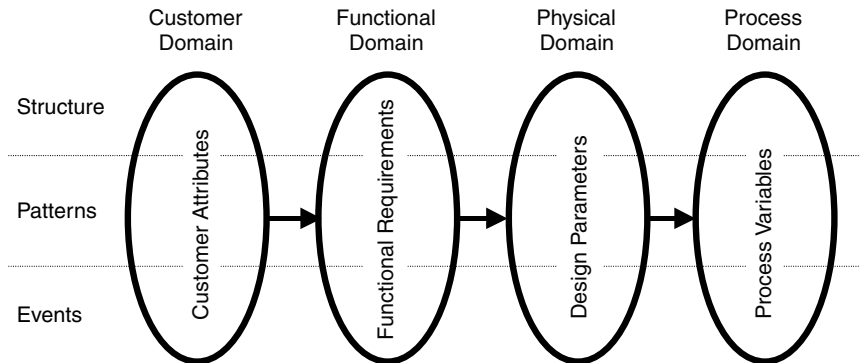 Customer
Domain
Functional
Domain
Physical
Domain
Process
Domain
Structure
Patterns
Events
Customer Attributes
Functional Requirements
Design Parameters
Process Variables